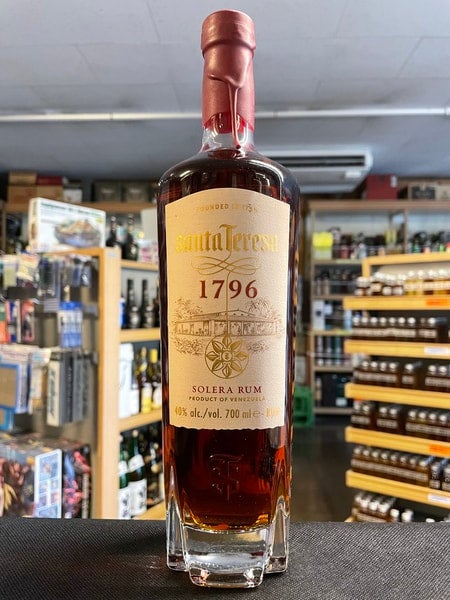 FOUNDED IN 1796
Santa Teresa
1796
SOLERA RUM
PRODUCT OF VENEZUELA
40% alc./vol. 700 ml e